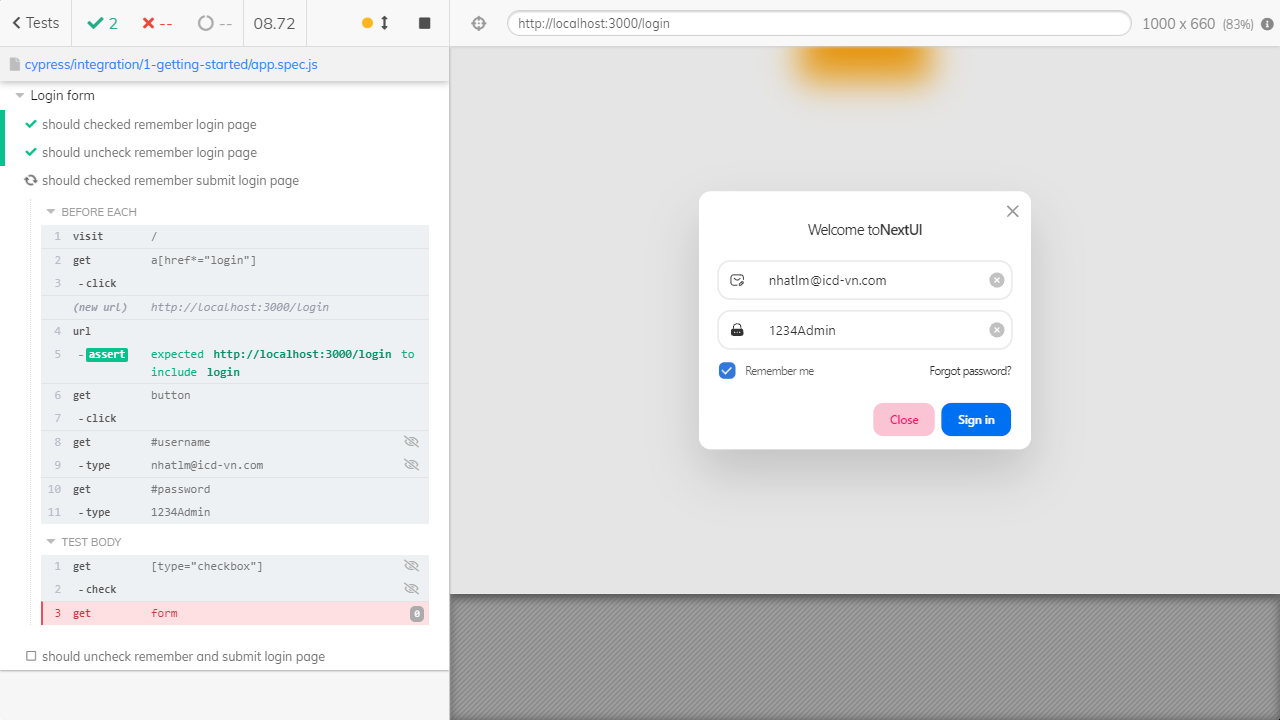 Tests
2
--
--
08.72
http://localhost:3000/login
1000 x 660 (83%)
cypress/integration/1-getting-started/app.spec.js
Login form
should checked remember login page
should uncheck remember login page
should checked remember submit login page
BEFORE EACH
1 visit /
2 get a[href*="login"]
3 -click
(new url) http://localhost:3000/login
4 url
5 -assert expected http://localhost:3000/login to
include login
6 get button
7 -click
8 get #username
9 -type nhatlm@icd-vn.com
10 get #password
11 -type 1234Admin
TEST BODY
1 get [type="checkbox"]
2 -check
3 get form 0
should uncheck remember and submit login page
Welcome toNextUI
nhatlm@icd-vn.com
1234Admin
Remember me
Forgot password?
Close
Sign in